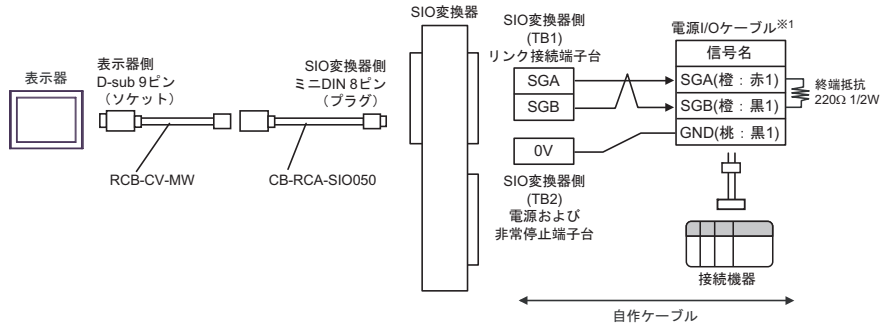 SIO変換器
表示器
表示器側
D-sub 9ピン
（ソケット）
SIO変換器側
ミニDIN 8ピン
（プラグ）
RCB-CV-MW
CB-RCA-SIO050
SIO変換器側
(TB1)
リンク接続端子台
SGA
SGB
0V
SIO変換器側
(TB2)
電源および
非常停止端子台
電源I/Oケーブル※1
信号名
SGA(橙：赤1)
SGB(橙：黒1)
GND(桃：黒1)
終端抵抗
220Ω 1/2W
接続機器
自作ケーブル